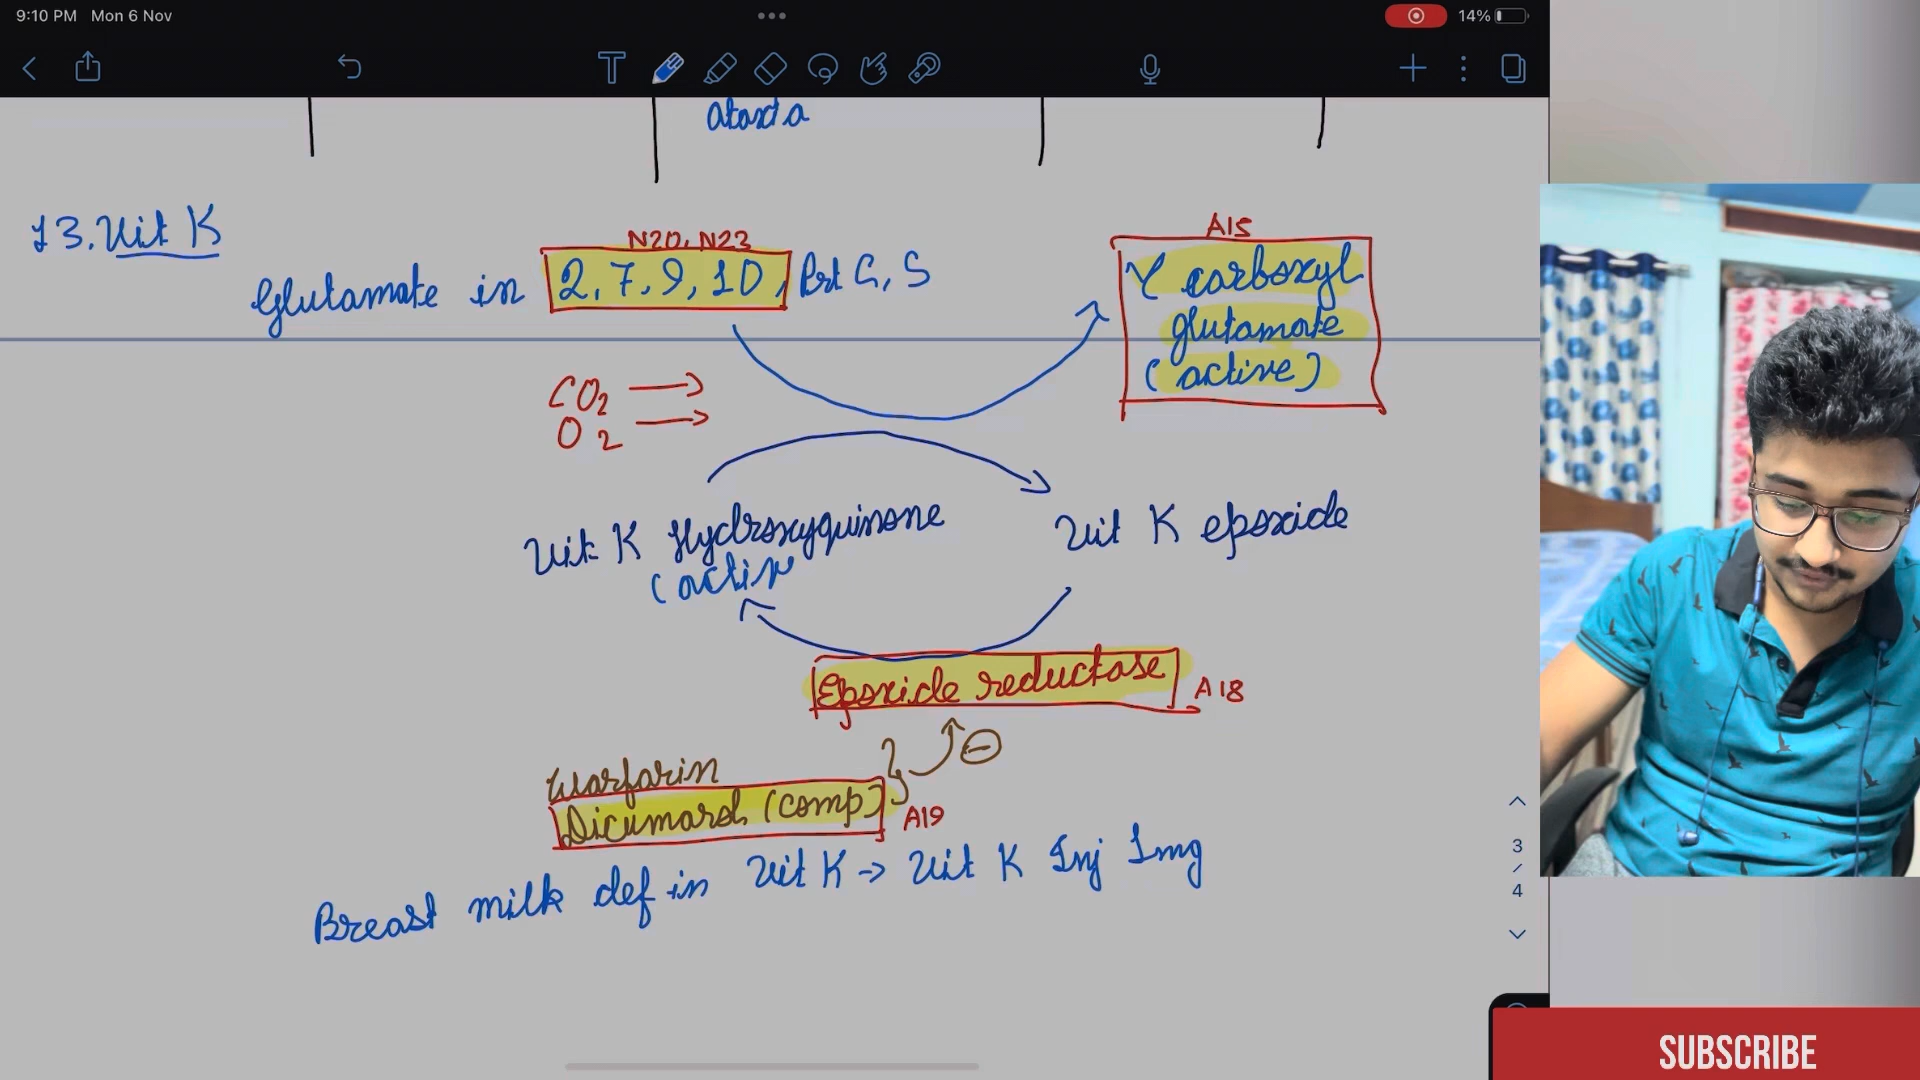 9:10 PM Mon 6 Nov
14%
ataxia
13. Vit K
N20, N23
A15
Glutamate in 2, 7, 9, 10, Prt C, S
γ carboxyl
glutamate
(active)
CO2 →
O2 →
Vit K Hydroxyquinone
(active
Vit K epoxide
Epoxide reductase
A18
Warfarin
Dicumarol (comp)
A19
Breast milk def in Vit K → Vit K Inj 1mg
3
/
4
SUBSCRIBE